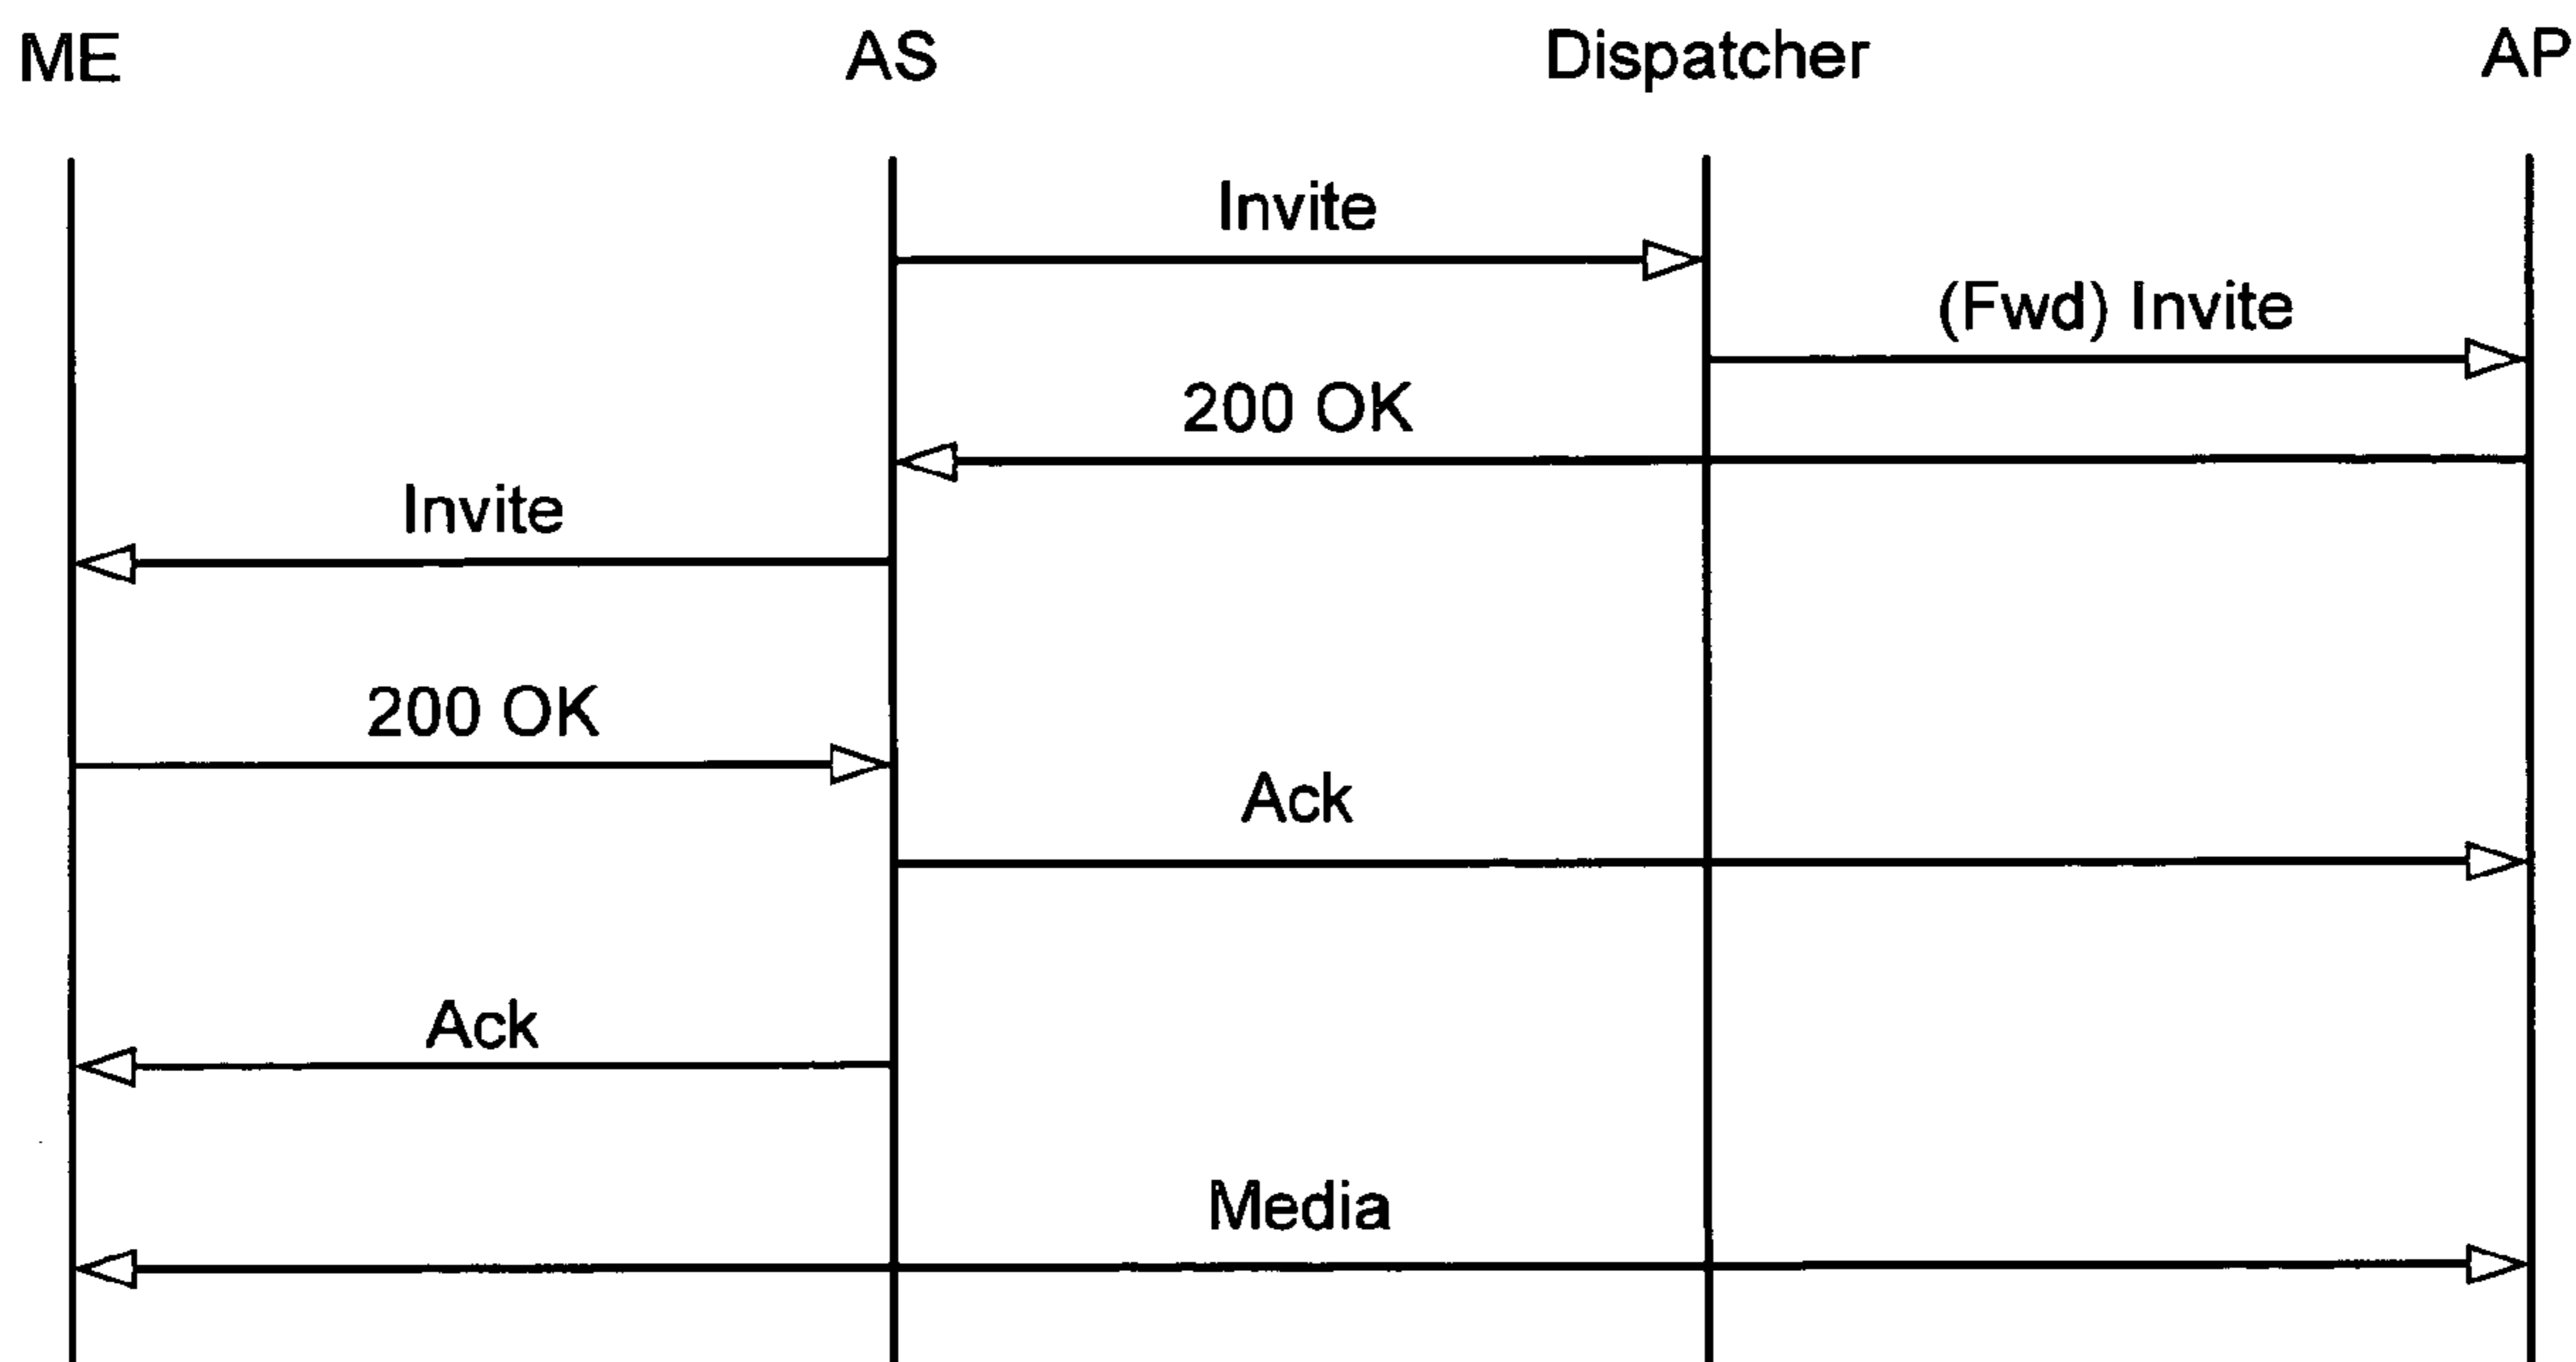 ME AS Dispatcher AP
Invite
(Fwd) Invite
200 OK
Invite
200 OK
Ack
Ack
Media